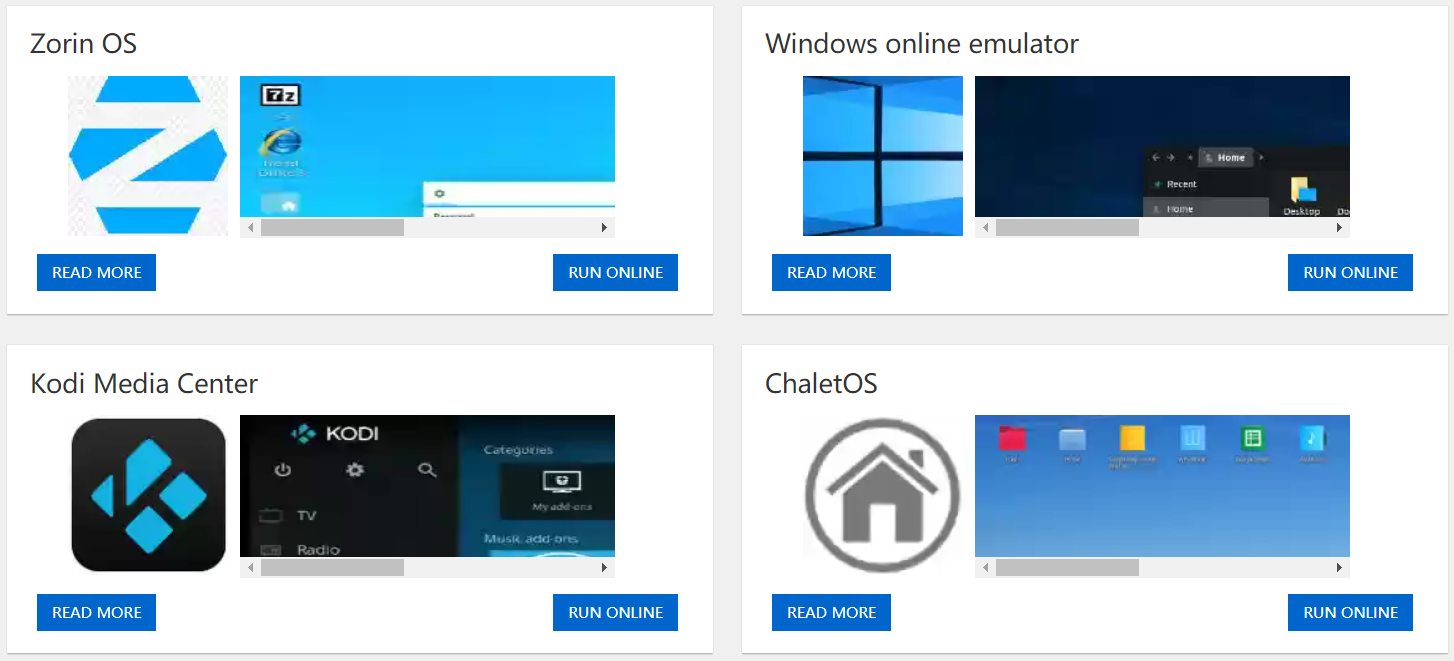 Zorin OS
7z
READ MORE
RUN ONLINE
Windows online emulator
Home
Recent
Home
Desktop
Do
READ MORE
RUN ONLINE
Kodi Media Center
KODI
Categories
My add-ons
TV
Music add-ons
Radio
READ MORE
RUN ONLINE
ChaletOS
READ MORE
RUN ONLINE